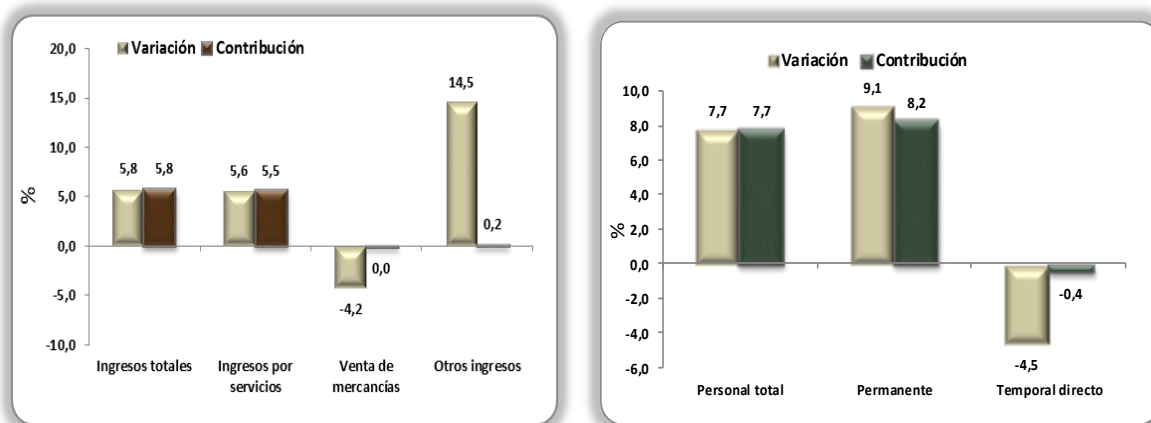 Variación Contribución
20,0
15,0
10,0
5,0
0,0
-5,0
-10,0
%
5,8 5,8
5,6 5,5
-4,2 0,0
14,5 0,2
Ingresos totales
Ingresos por
servicios
Venta de
mercancías
Otros ingresos
Variación Contribución
10,0
8,0
6,0
4,0
2,0
0,0
-2,0
-4,0
-6,0
%
7,7 7,7
9,1 8,2
-4,5 -0,4
Personal total Permanente Temporal directo